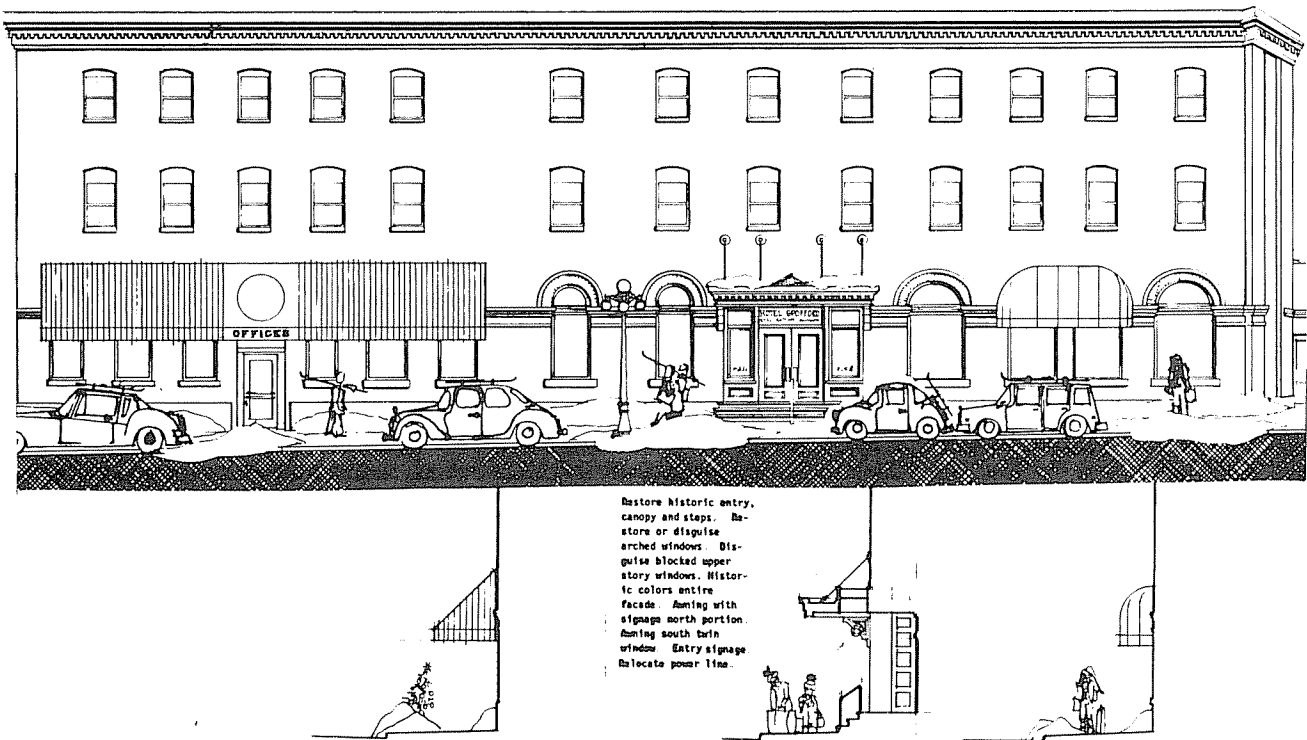 OFFICES
HOTEL
Restore historic entry,
canopy and steps. Re-
store or disguise
arched windows. Dis-
guise blocked upper
story windows. Histor-
ic colors entire
facade. Awning with
signage north portion.
Awning south twin
window. Entry signage
Relocate power line.